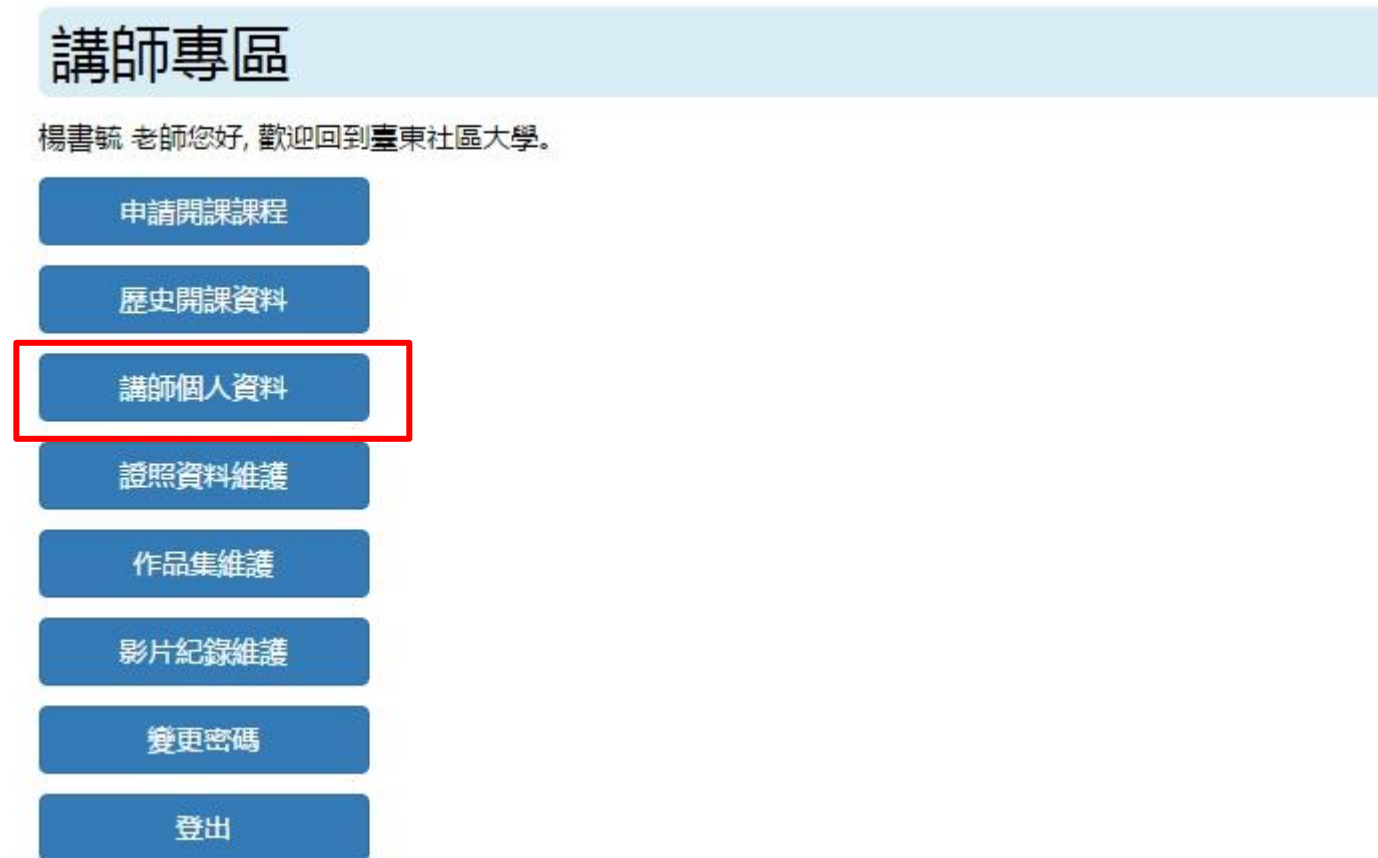 講師專區
楊書毓 老師您好, 歡迎回到臺東社區大學。
申請開課課程
歷史開課資料
講師個人資料
證照資料維護
作品集維護
影片紀錄維護
變更密碼
登出